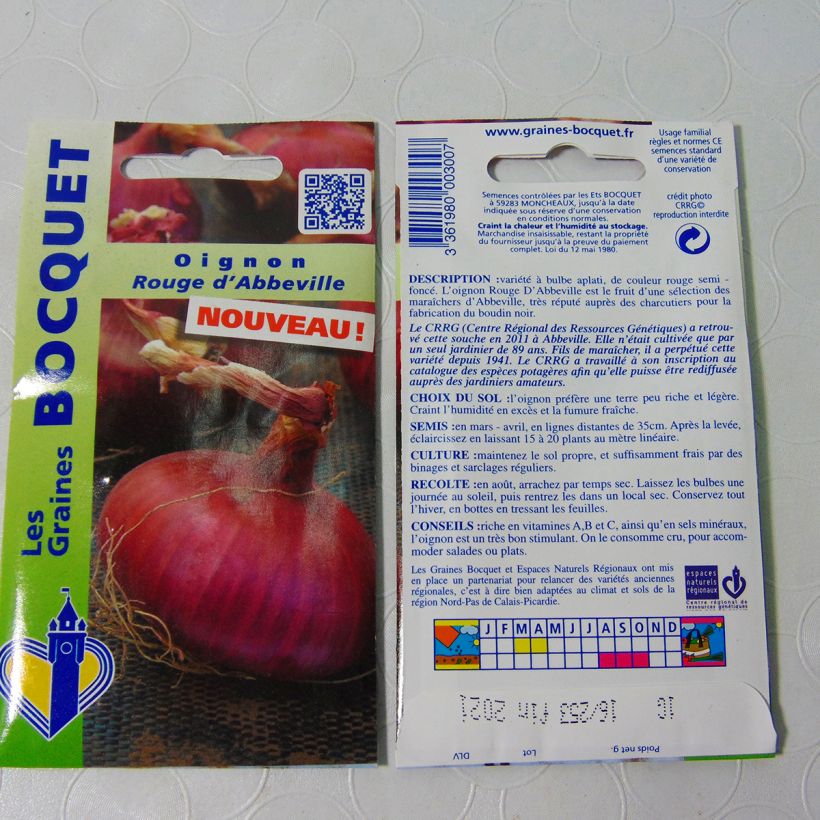 Les
Graines
BOCQUET
Oignon
Rouge d'Abbeville
NOUVEAU !
www.graines-bocquet.fr
3 361980 003007
Semences contrôlées par les Ets BOCQUET
à 59283 MONCHEAUX, jusqu'à la date
indiquée sous réserve d'une conservation
en conditions normales.
Craint la chaleur et l'humidité au stockage.
Marchandise insaisissable, restant la propriété
du fournisseur jusqu'à la preuve du paiement
complet. Loi du 12 mai 1980.
Usage familial
règles et normes CE
semences standard
d'une variété de
conservation
crédit photo
CRRG©
reproduction interdite
DESCRIPTION :variété à bulbe aplati, de couleur rouge semi -
foncé. L'oignon Rouge D'Abbeville est le fruit d'une sélection des
maraîchers d'Abbeville, très réputé auprès des charcutiers pour la
fabrication du boudin noir.
Le CRRG (Centre Régional des Ressources Génétiques) a retrou-
vé cette souche en 2011 à Abbeville. Elle n'était cultivée que par
un seul jardinier de 89 ans. Fils de maraîcher, il a perpétué cette
variété depuis 1941. Le CRRG a travaillé à son inscription au
catalogue des espèces potagères afin qu'elle puisse être rediffusée
auprès des jardiniers amateurs.
CHOIX DU SOL :l'oignon préfère une terre peu riche et légère.
Craint l'humidité en excès et la fumure fraîche.
SEMIS :en mars - avril, en lignes distantes de 35cm. Après la levée,
éclaircissez en laissant 15 à 20 plants au mètre linéaire.
CULTURE :maintenez le sol propre, et suffisamment frais par des
binages et sarclages réguliers.
RECOLTE :en août, arrachez par temps sec. Laissez les bulbes une
journée au soleil, puis rentrez les dans un local sec. Conservez tout
l'hiver, en bottes en tressant les feuilles.
CONSEILS :riche en vitamines A,B et C, ainsi qu'en sels minéraux,
l'oignon est un très bon stimulant. On le consomme cru, pour accom-
moder salades ou plats.
Les Graines Bocquet et Espaces Naturels Régionaux ont mis
en place un partenariat pour relancer des variétés anciennes
régionales, c'est à dire bien adaptées au climat et sols de la
région Nord-Pas de Calais-Picardie.
espaces
naturels
régionaux
Centre régional de
ressources génétiques
J F M A M J J A S O N D
1G 16/253 fin 2021
Poids net g. Lot DLV